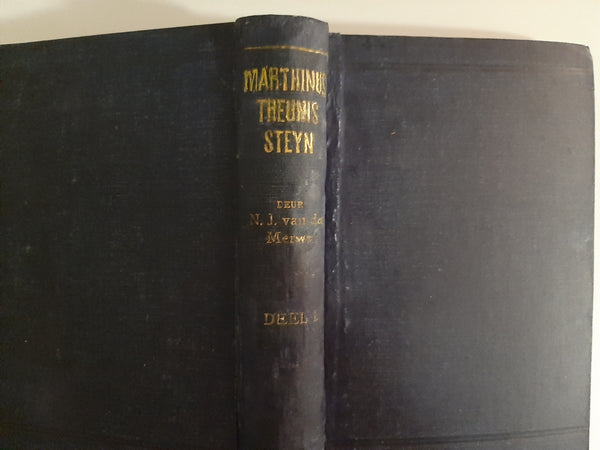 MARTHINUS
THEUNIS
STEYN
DEUR
N. J. van de
Merwe
DEEL I